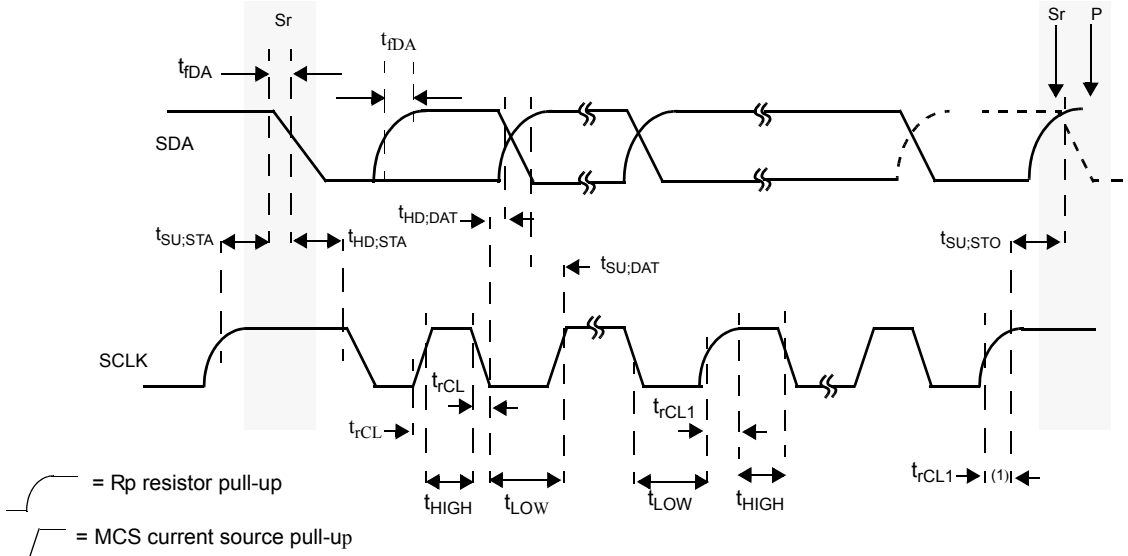 Sr
Sr P
tfDA
tfDA
SDA
tHD;DAT
tSU;STA
tHD;STA
tSU;STO
tSU;DAT
SCLK
trCL
trCL1
trCL
trCL1 (1)
tHIGH
tLOW
tLOW
tHIGH
= Rp resistor pull-up
= MCS current source pull-up